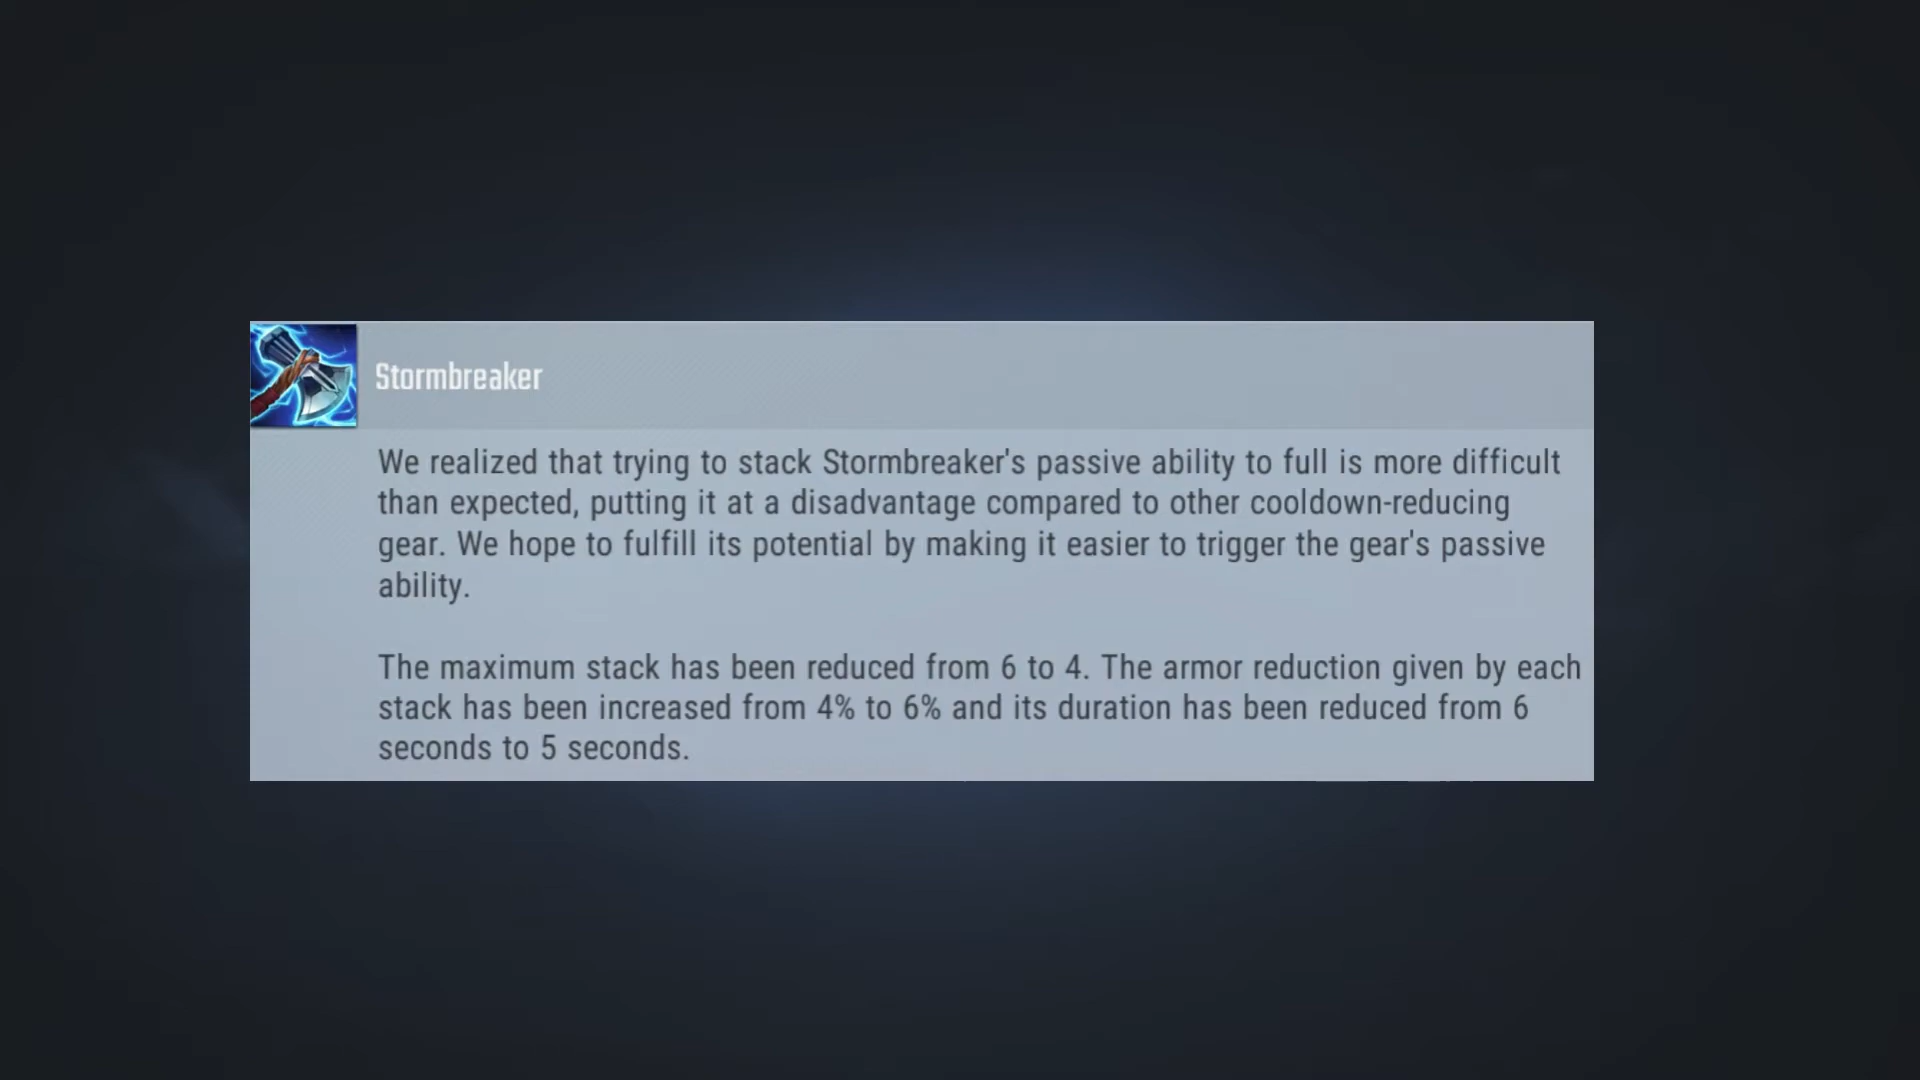 Stormbreaker
We realized that trying to stack Stormbreaker's passive ability to full is more difficult
than expected, putting it at a disadvantage compared to other cooldown-reducing
gear. We hope to fulfill its potential by making it easier to trigger the gear's passive
ability.
The maximum stack has been reduced from 6 to 4. The armor reduction given by each
stack has been increased from 4% to 6% and its duration has been reduced from 6
seconds to 5 seconds.